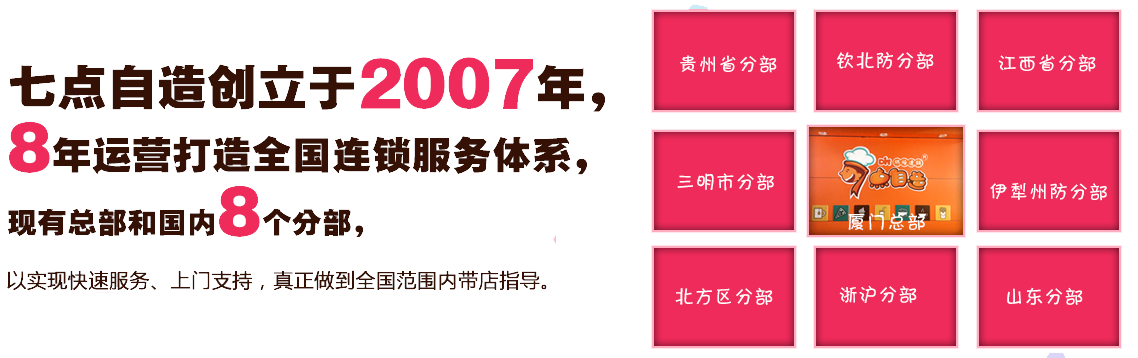 七点自造创立于2007年，
8年运营打造全国连锁服务体系，
现有总部和国内8个分部，
以实现快速服务、上门支持，真正做到全国范围内带店指导。
贵州省分部
钦北防分部
江西省分部
三明市分部
厦门总部
伊犁州防分部
北方区分部
浙沪分部
山东分部